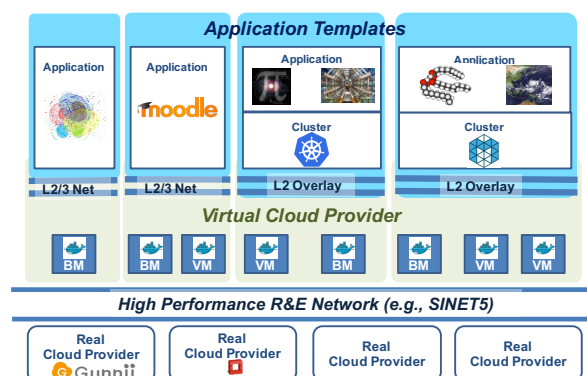 Application Templates
Application
Application
Application
Application
moodle
π
Cluster
Cluster
L2/3 Net
L2/3 Net
L2 Overlay
L2 Overlay
Virtual Cloud Provider
BM
BM
VM
VM
BM
BM
VM
VM
High Performance R&E Network (e.g., SINET5)
Real
Cloud Provider
Real
Cloud Provider
Real
Cloud Provider
Real
Cloud Provider